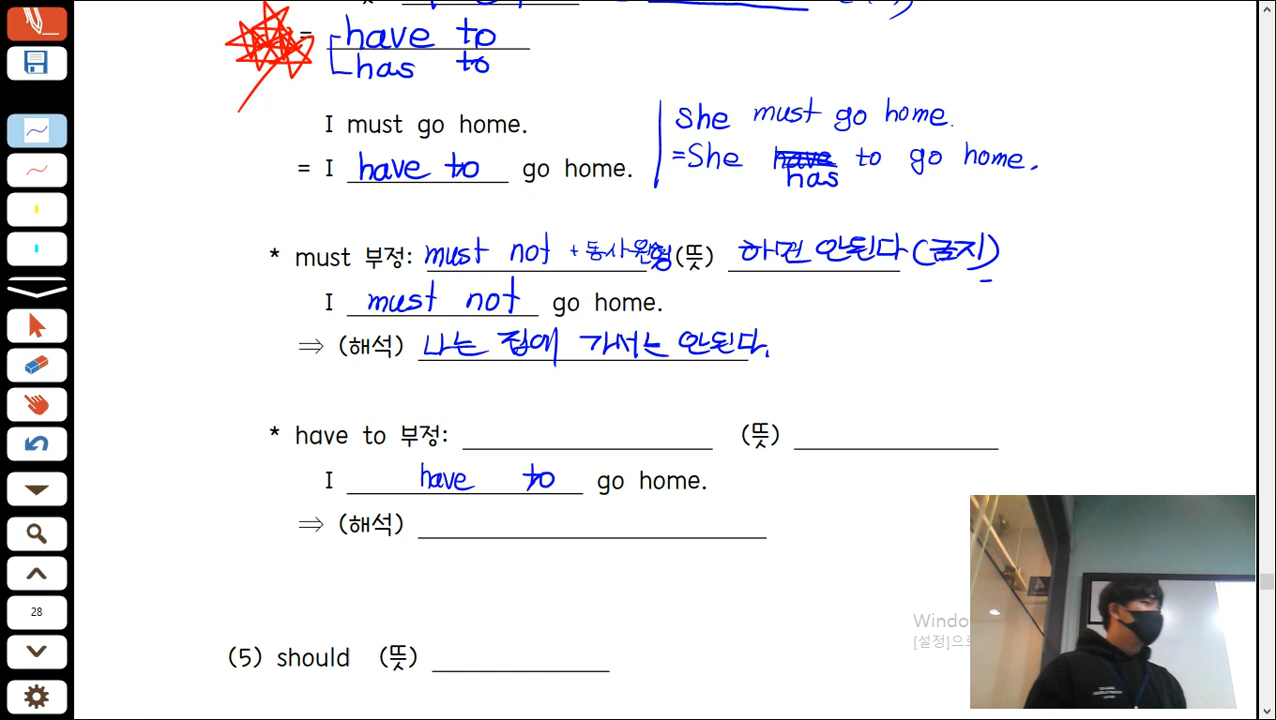 = have to
has to
I must go home.
= I have to go home.
She must go home.
=She have to go home.
has
* must 부정: must not + 동사원형 (뜻) 하면 안된다 (금지)
I must not go home.
⇒ (해석) 나는 집에 가서는 안된다.
* have to 부정: (뜻)
I have to go home.
⇒ (해석)
(5) should (뜻)
28
Windo
[설정]으로